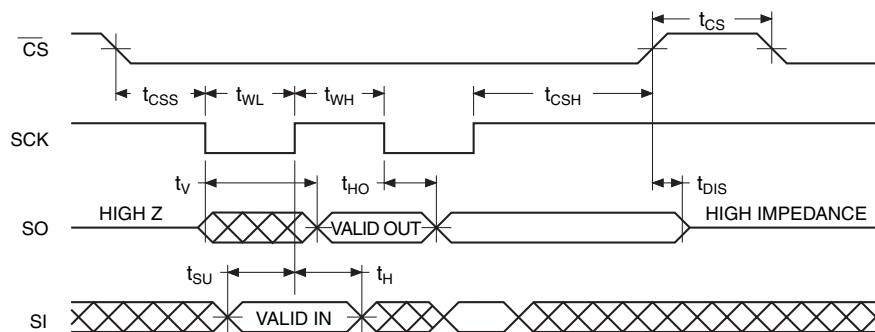 CS
tCS
tCSS tWL tWH tCSH
SCK
tV tHO tDIS
HIGH Z VALID OUT HIGH IMPEDANCE
SO
tSU tH
SI VALID IN